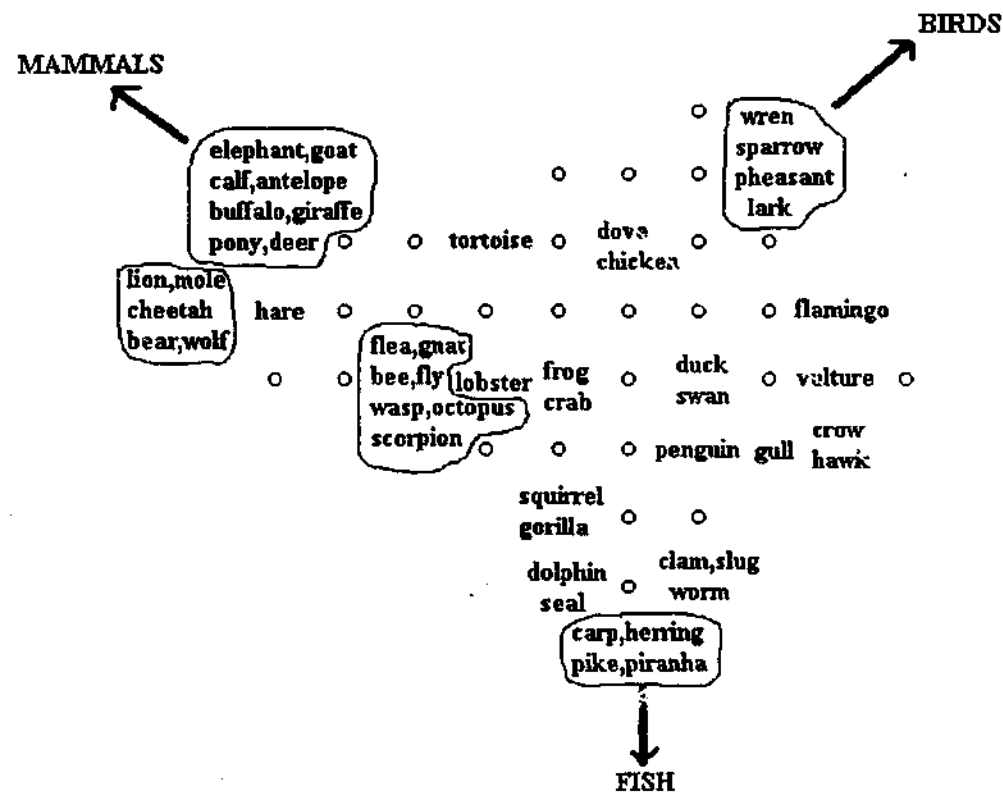 BIRDS
MAMMALS
wren
sparrow
pheasant
lark
elephant,goat
calf,antelope
buffalo,giraffe
pony,deer
tortoise
dove
chicken
lion,mole
cheetah
bear,wolf
hare
flamingo
flea,gnat
bee,fly
lobster
wasp,octopus
scorpion
frog
crab
duck
swan
vulture
penguin
gull
crow
hawk
squirrel
gorilla
dolphin
seal
clam,slug
worm
carp,herring
pike,piranha
FISH